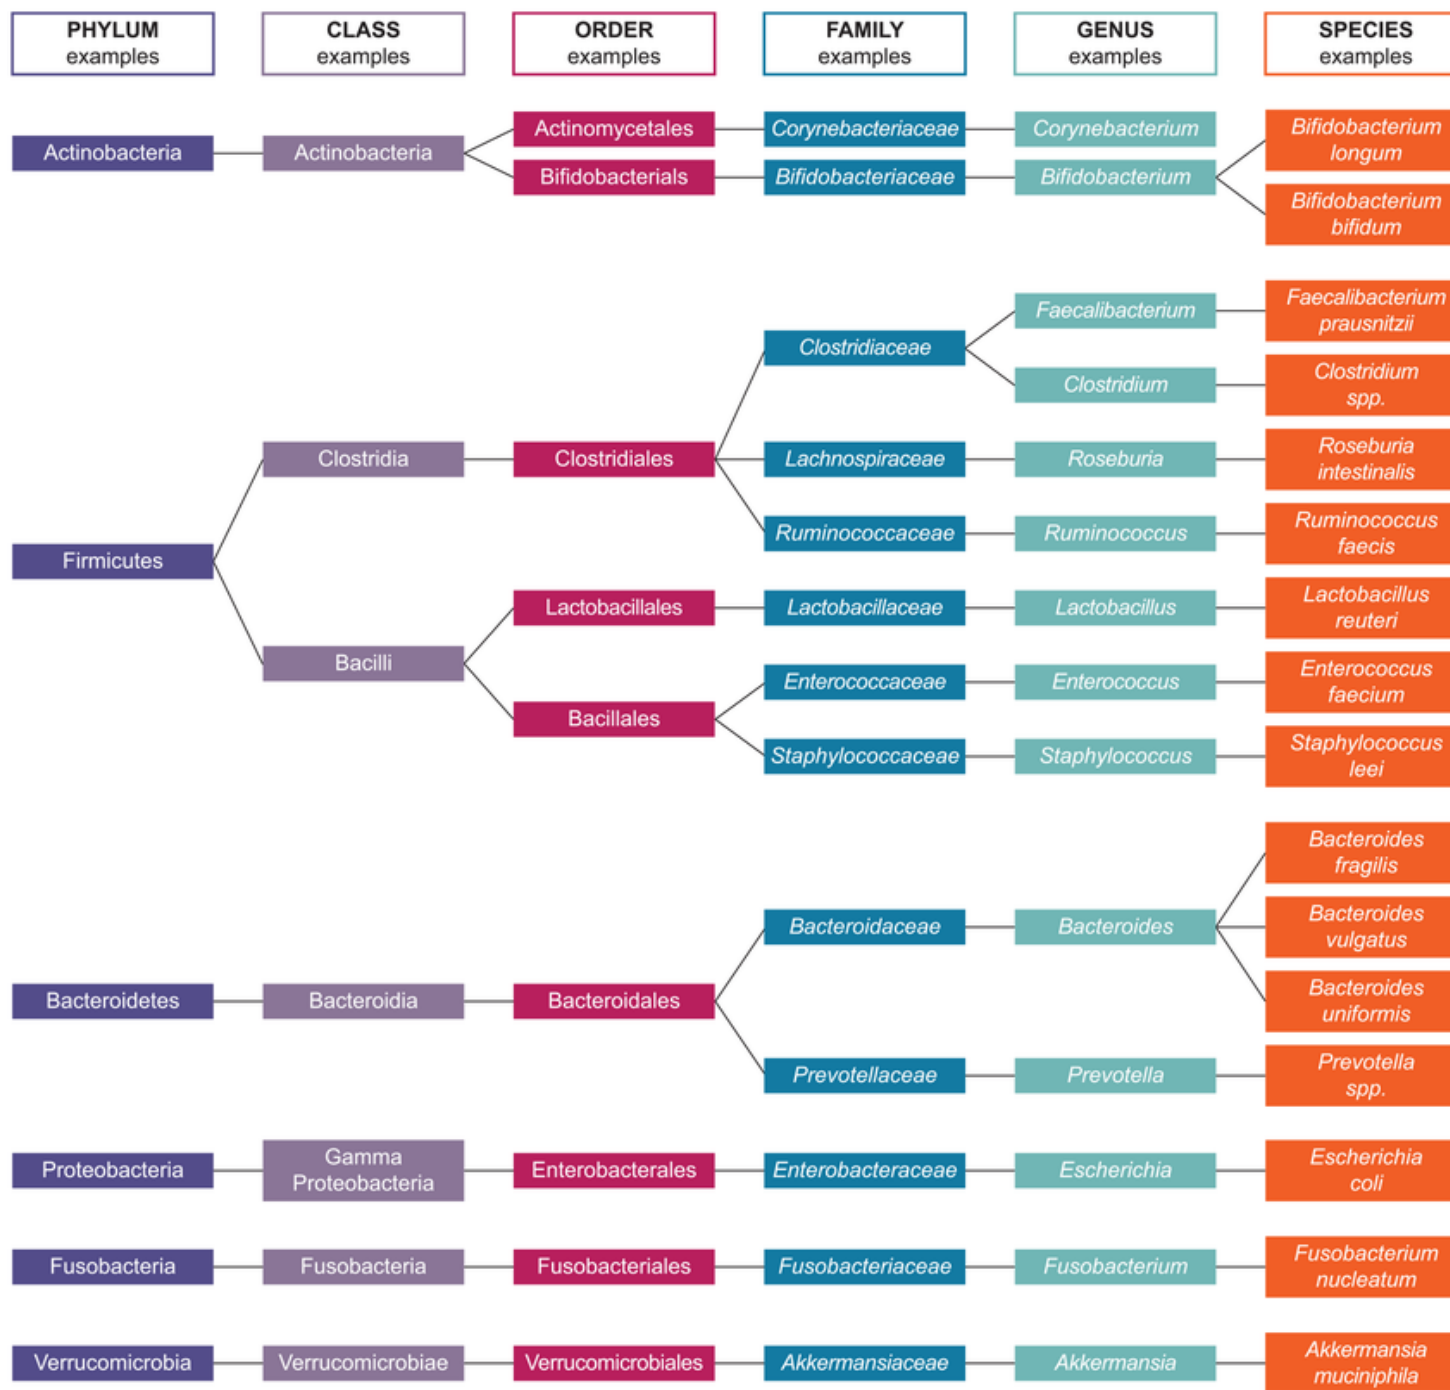 PHYLUM
examples
CLASS
examples
ORDER
examples
FAMILY
examples
GENUS
examples
SPECIES
examples
Actinobacteria
Actinobacteria
Actinomycetales
Corynebacteriaceae
Corynebacterium
Bifidobacterials
Bifidobacteriaceae
Bifidobacterium
Bifidobacterium
longum
Bifidobacterium
bifidum
Firmicutes
Clostridia
Clostridiales
Clostridiaceae
Faecalibacterium
Faecalibacterium
prausnitzii
Clostridium
Clostridium
spp.
Lachnospiraceae
Roseburia
Roseburia
intestinalis
Ruminococcaceae
Ruminococcus
Ruminococcus
faecis
Bacilli
Lactobacillales
Lactobacillaceae
Lactobacillus
Lactobacillus
reuteri
Bacillales
Enterococcaceae
Enterococcus
Enterococcus
faecium
Staphylococcaceae
Staphylococcus
Staphylococcus
leei
Bacteroidetes
Bacteroidia
Bacteroidales
Bacteroidaceae
Bacteroides
Bacteroides
fragilis
Bacteroides
vulgatus
Bacteroides
uniformis
Prevotellaceae
Prevotella
Prevotella
spp.
Proteobacteria
Gamma
Proteobacteria
Enterobacterales
Enterobacteraceae
Escherichia
Escherichia
coli
Fusobacteria
Fusobacteria
Fusobacteriales
Fusobacteriaceae
Fusobacterium
Fusobacterium
nucleatum
Verrucomicrobia
Verrucomicrobiae
Verrucomicrobiales
Akkermansiaceae
Akkermansia
Akkermansia
muciniphila